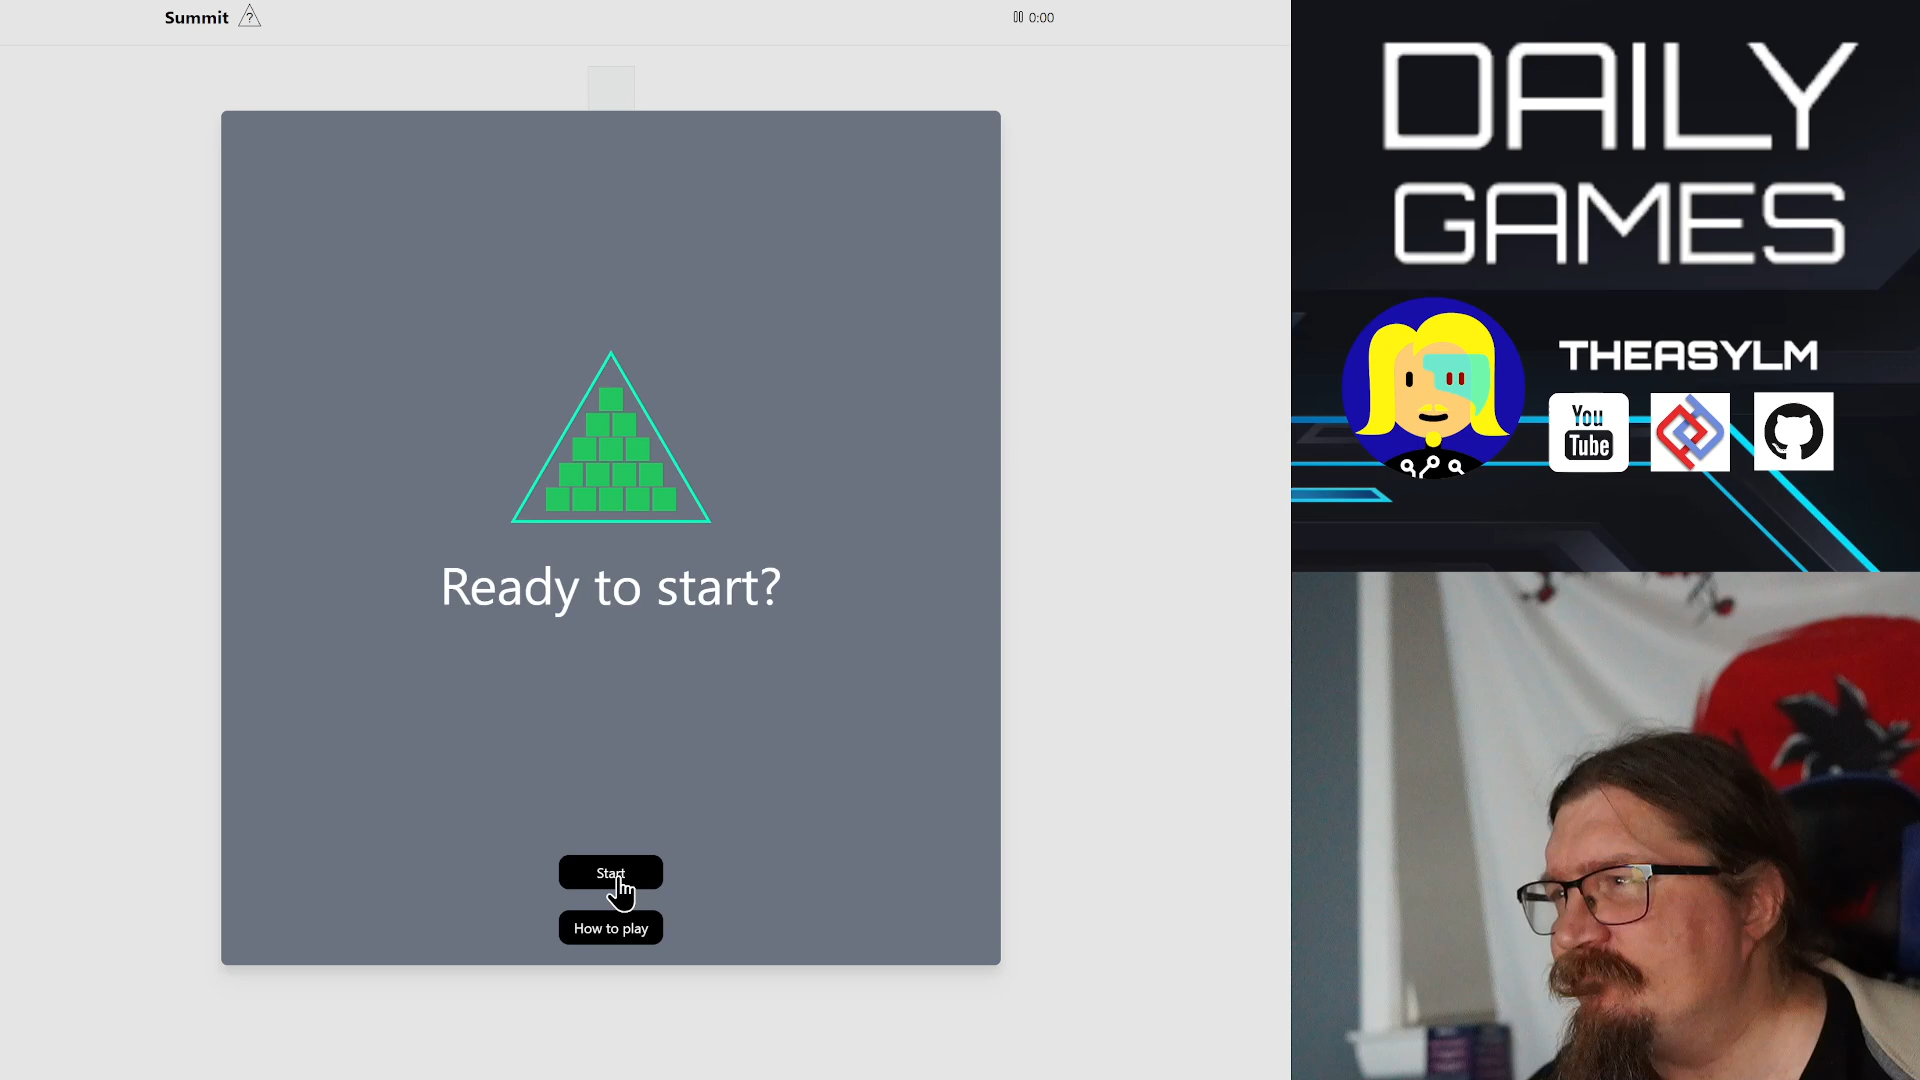 Summit ?
0:00
Ready to start?
Start
How to play
DAILY
GAMES
THEASYLM
You
Tube